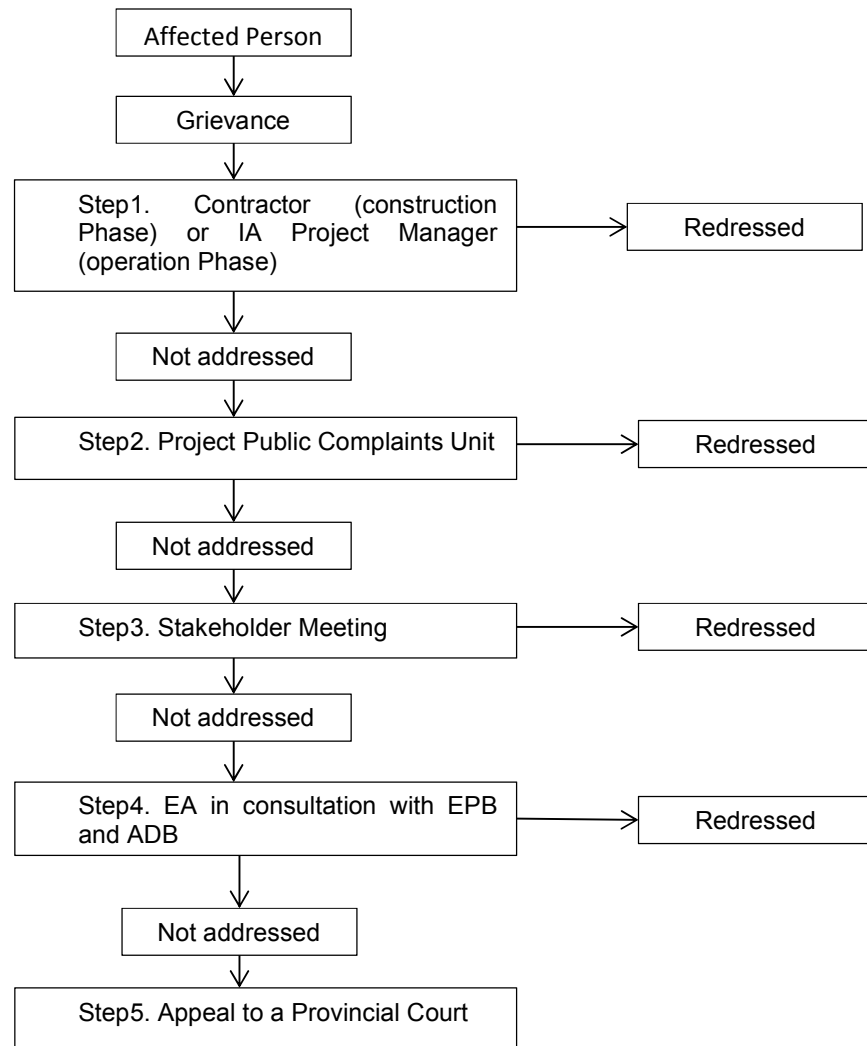 Affected Person
Grievance
Step1. Contractor (construction
Phase) or IA Project Manager
(operation Phase)
Redressed
Not addressed
Step2. Project Public Complaints Unit
Redressed
Not addressed
Step3. Stakeholder Meeting
Redressed
Not addressed
Step4. EA in consultation with EPB
and ADB
Redressed
Not addressed
Step5. Appeal to a Provincial Court